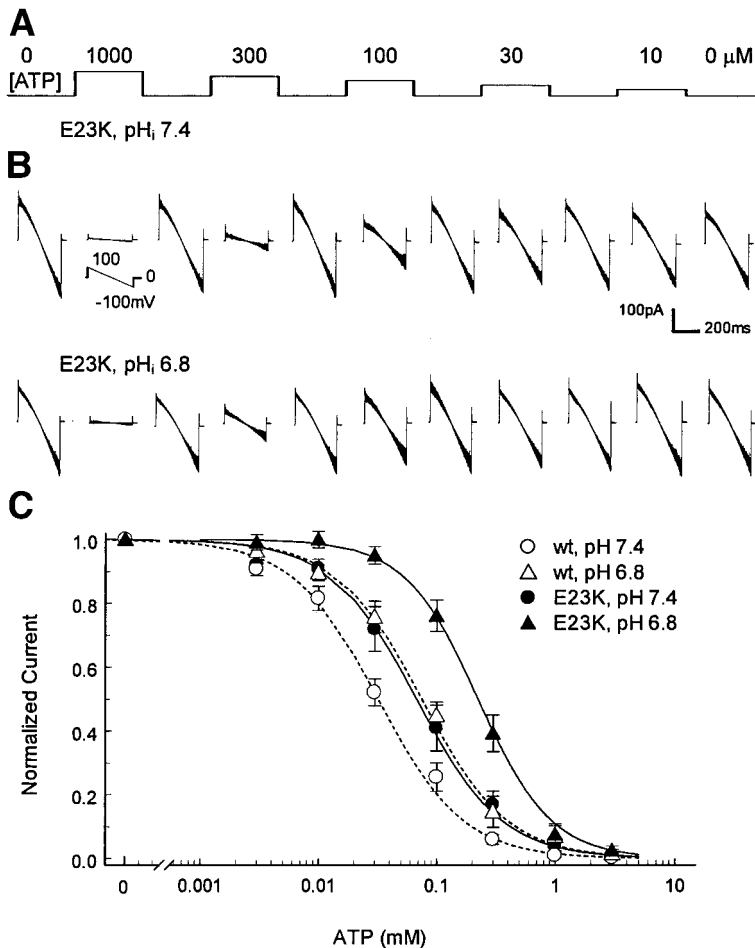 A
0 1000 300 100 30 10 0 μM
[ATP]
E23K, pHi 7.4
B
100
0
-100mV
100pA
200ms
E23K, pHi 6.8
C
1.0
0.8
0.6
0.4
0.2
0.0
Normalized Current
wt, pH 7.4
wt, pH 6.8
E23K, pH 7.4
E23K, pH 6.8
0 0.001 0.01 0.1 1 10
ATP (mM)